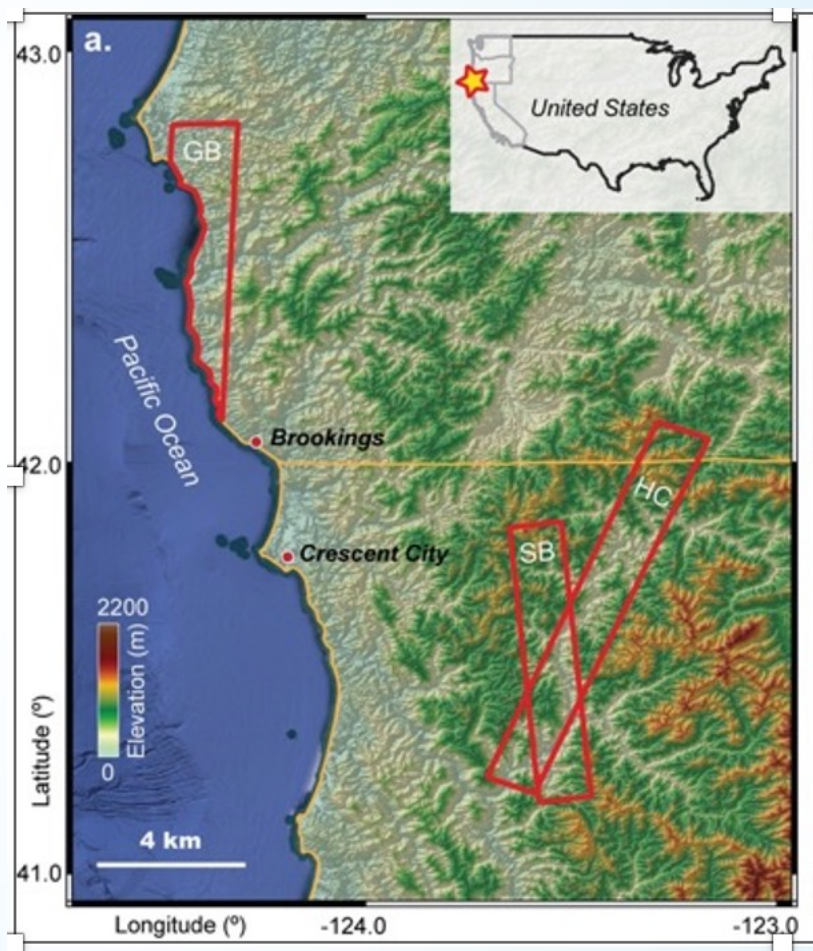 a.
43.0
United States
GB
Pacific Ocean
Brookings
42.0
HC
SB
Crescent City
2200
Elevation (m)
0
Latitude (º)
4 km
41.0
Longitude (º)
-124.0
-123.0